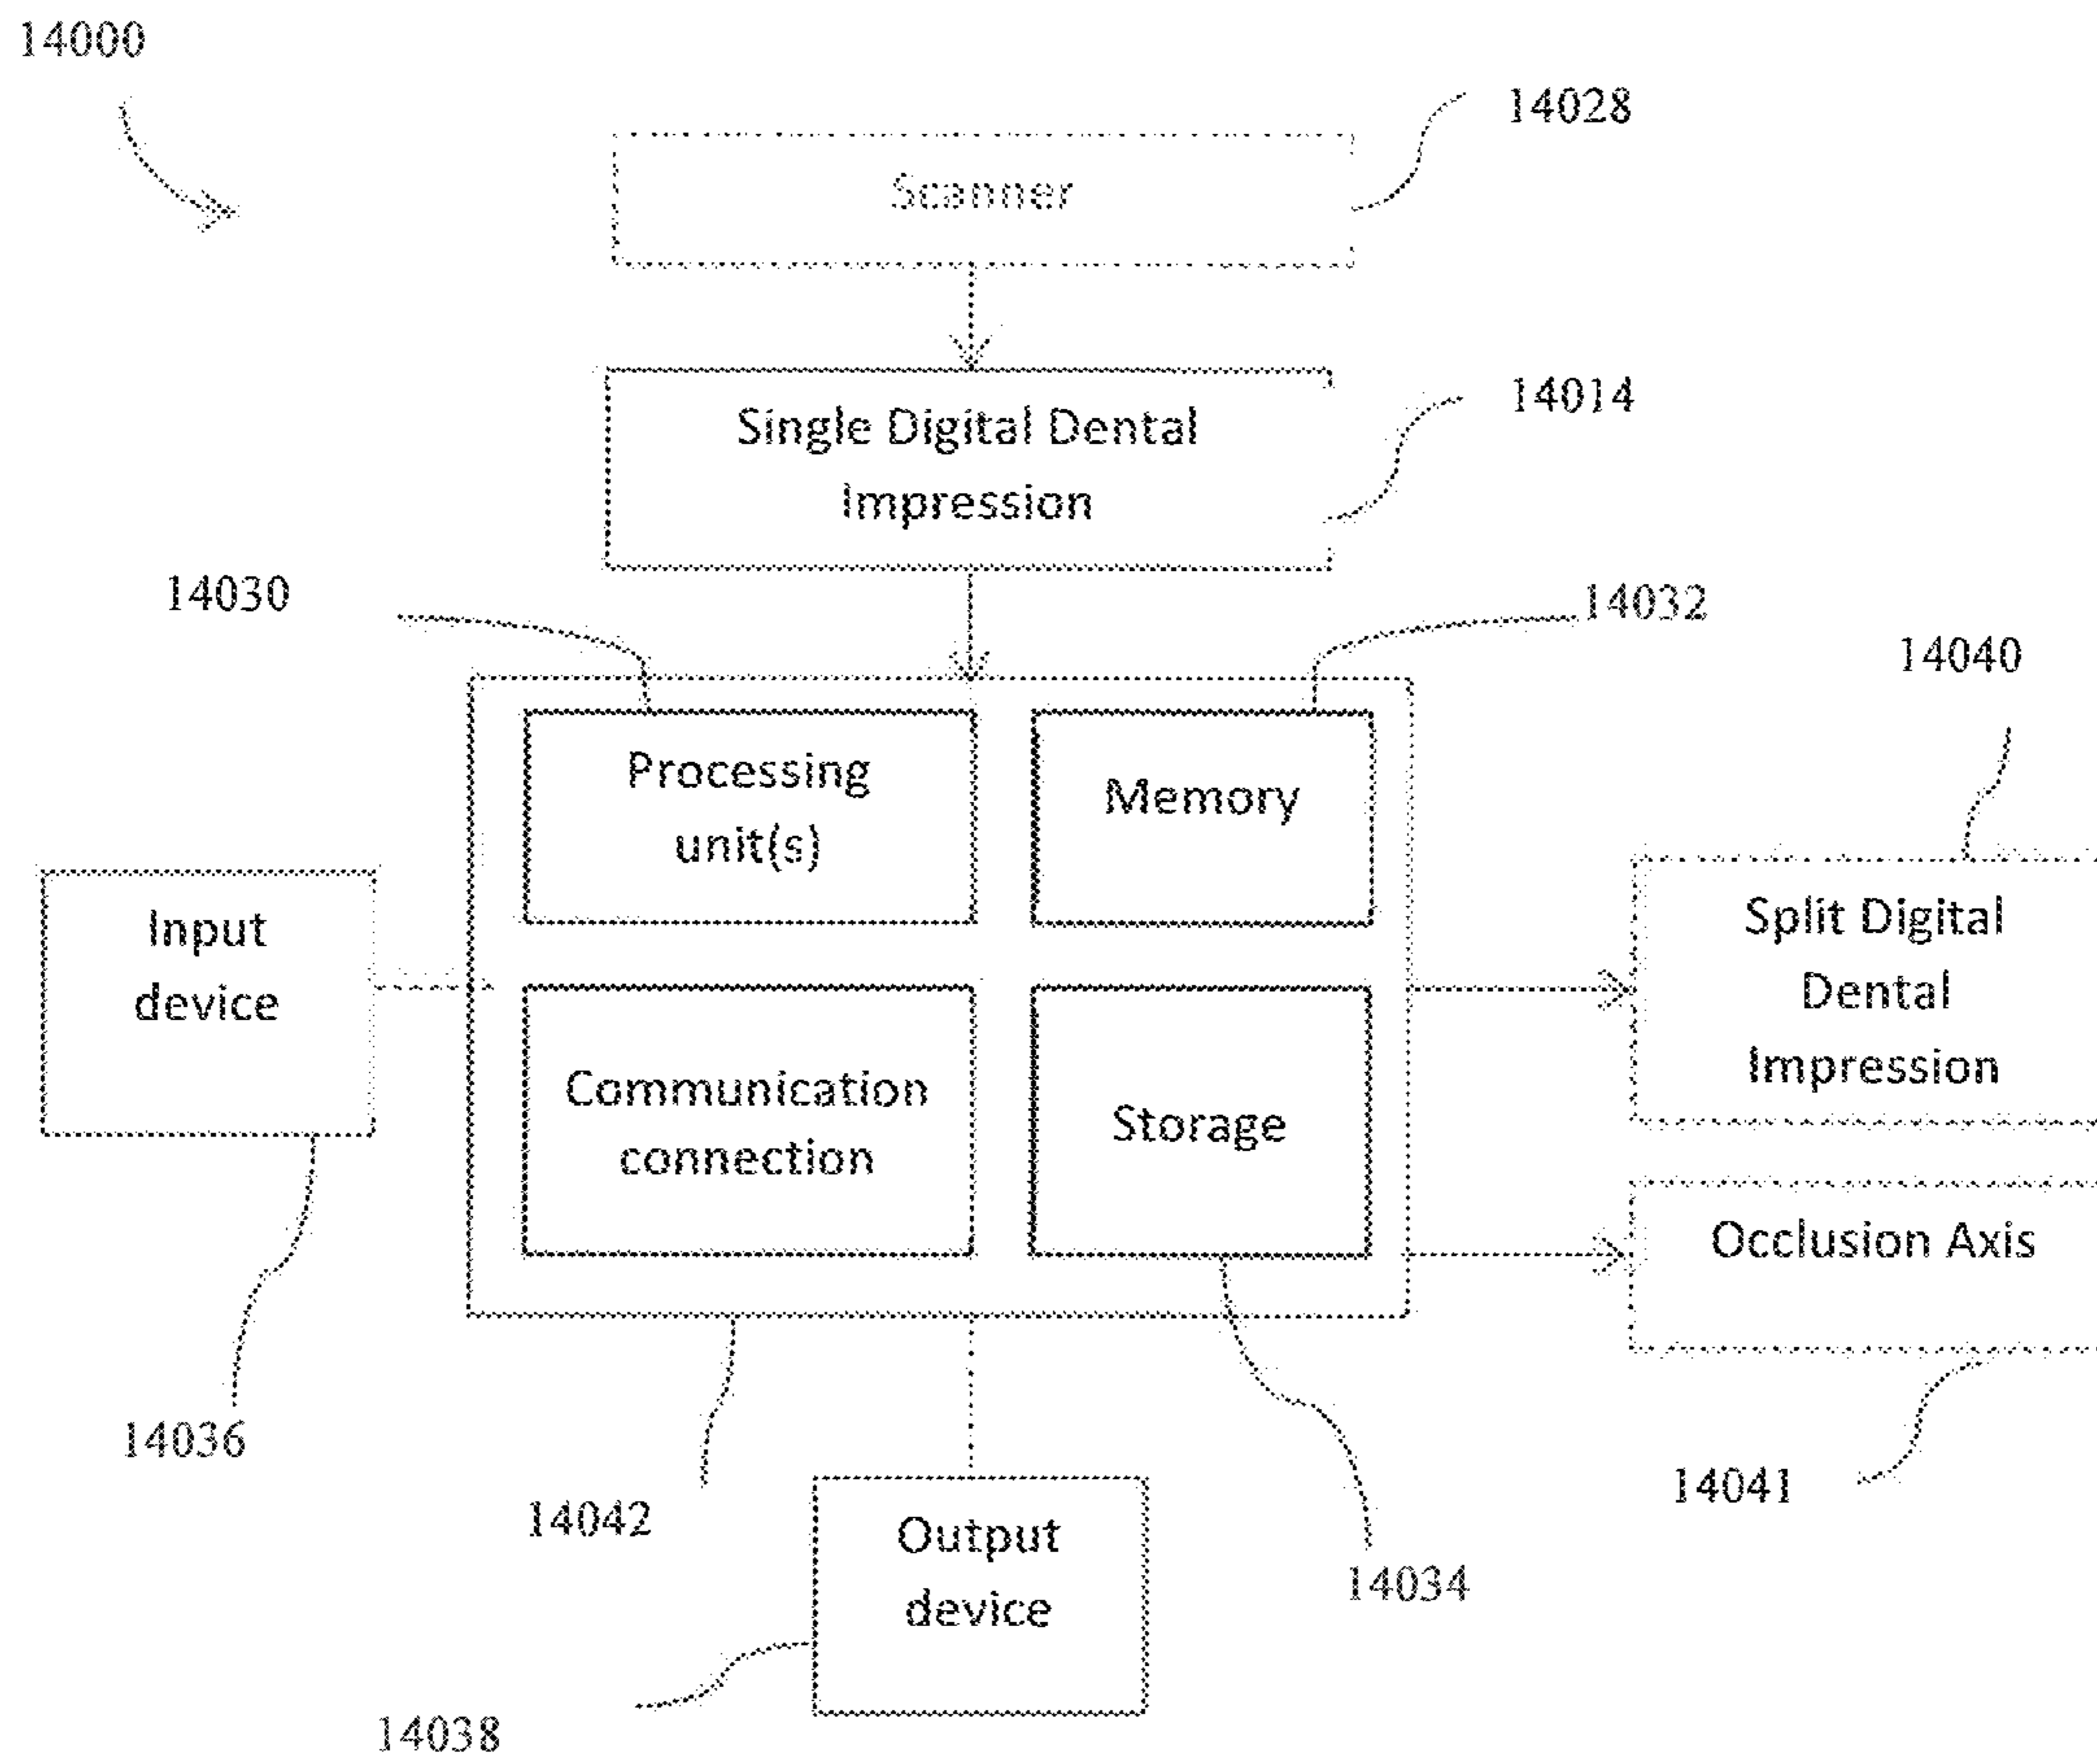 14000
14028
Scanner
14014
Single Digital Dental
Impression
14030
14032
14040
Processing
unit(s)
Memory
Input
device
Split Digital
Dental
Impression
Communication
connection
Storage
Occlusion Axis
14036
14042
14041
Output
device
14034
14038